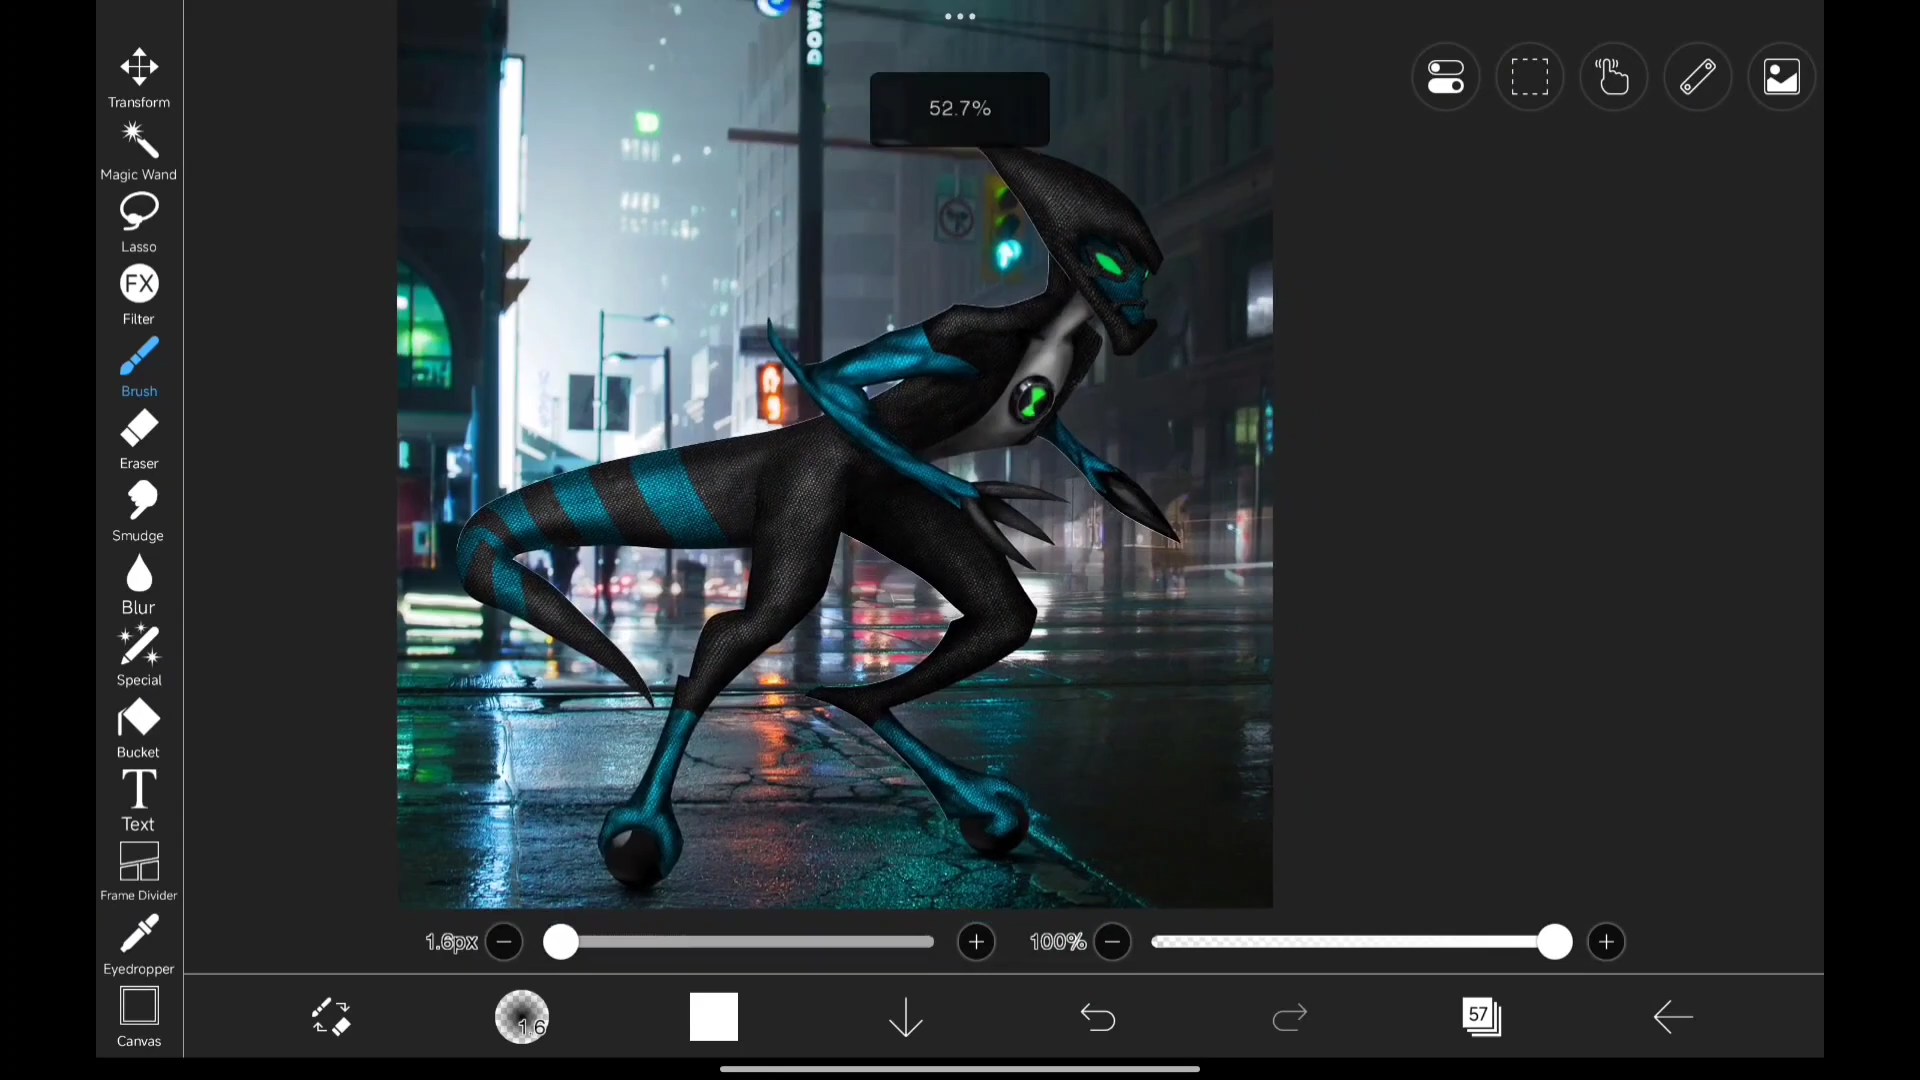 DOWN
52.7%
Transform
Magic Wand
Lasso
FX
Filter
Brush
Eraser
Smudge
Blur
Special
Bucket
T
Text
Frame Divider
Eyedropper
Canvas
1.6px
100%
1.6
57